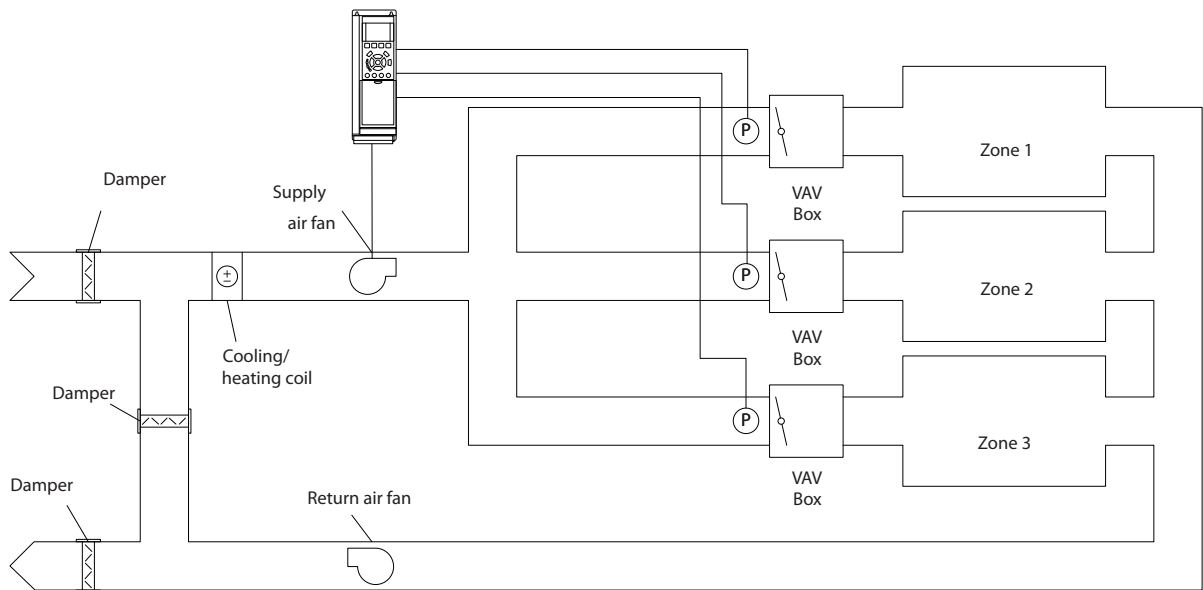 Damper
Supply
air fan
P
Zone 1
VAV
Box
±
P
Zone 2
VAV
Box
Cooling/
heating coil
Damper
P
Zone 3
VAV
Box
Damper
Return air fan